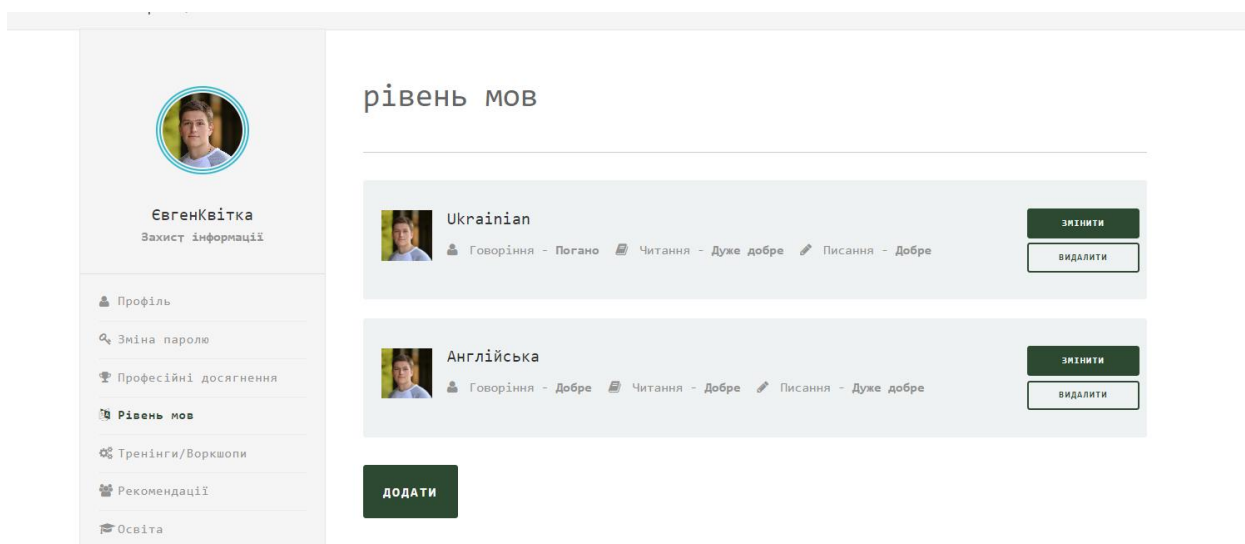 рівень мов
ЄвгенКвітка
Захист інформації
Профіль
Зміна паролю
Професійні досягнення
Рівень мов
Тренінги/Воркшопи
Рекомендації
Освіта
Ukrainian
Говоріння - Погано Читання - Дуже добре Писання - Добре
ЗМІНИТИ
ВИДАЛИТИ
Англійська
Говоріння - Добре Читання - Добре Писання - Дуже добре
ЗМІНИТИ
ВИДАЛИТИ
ДОДАТИ